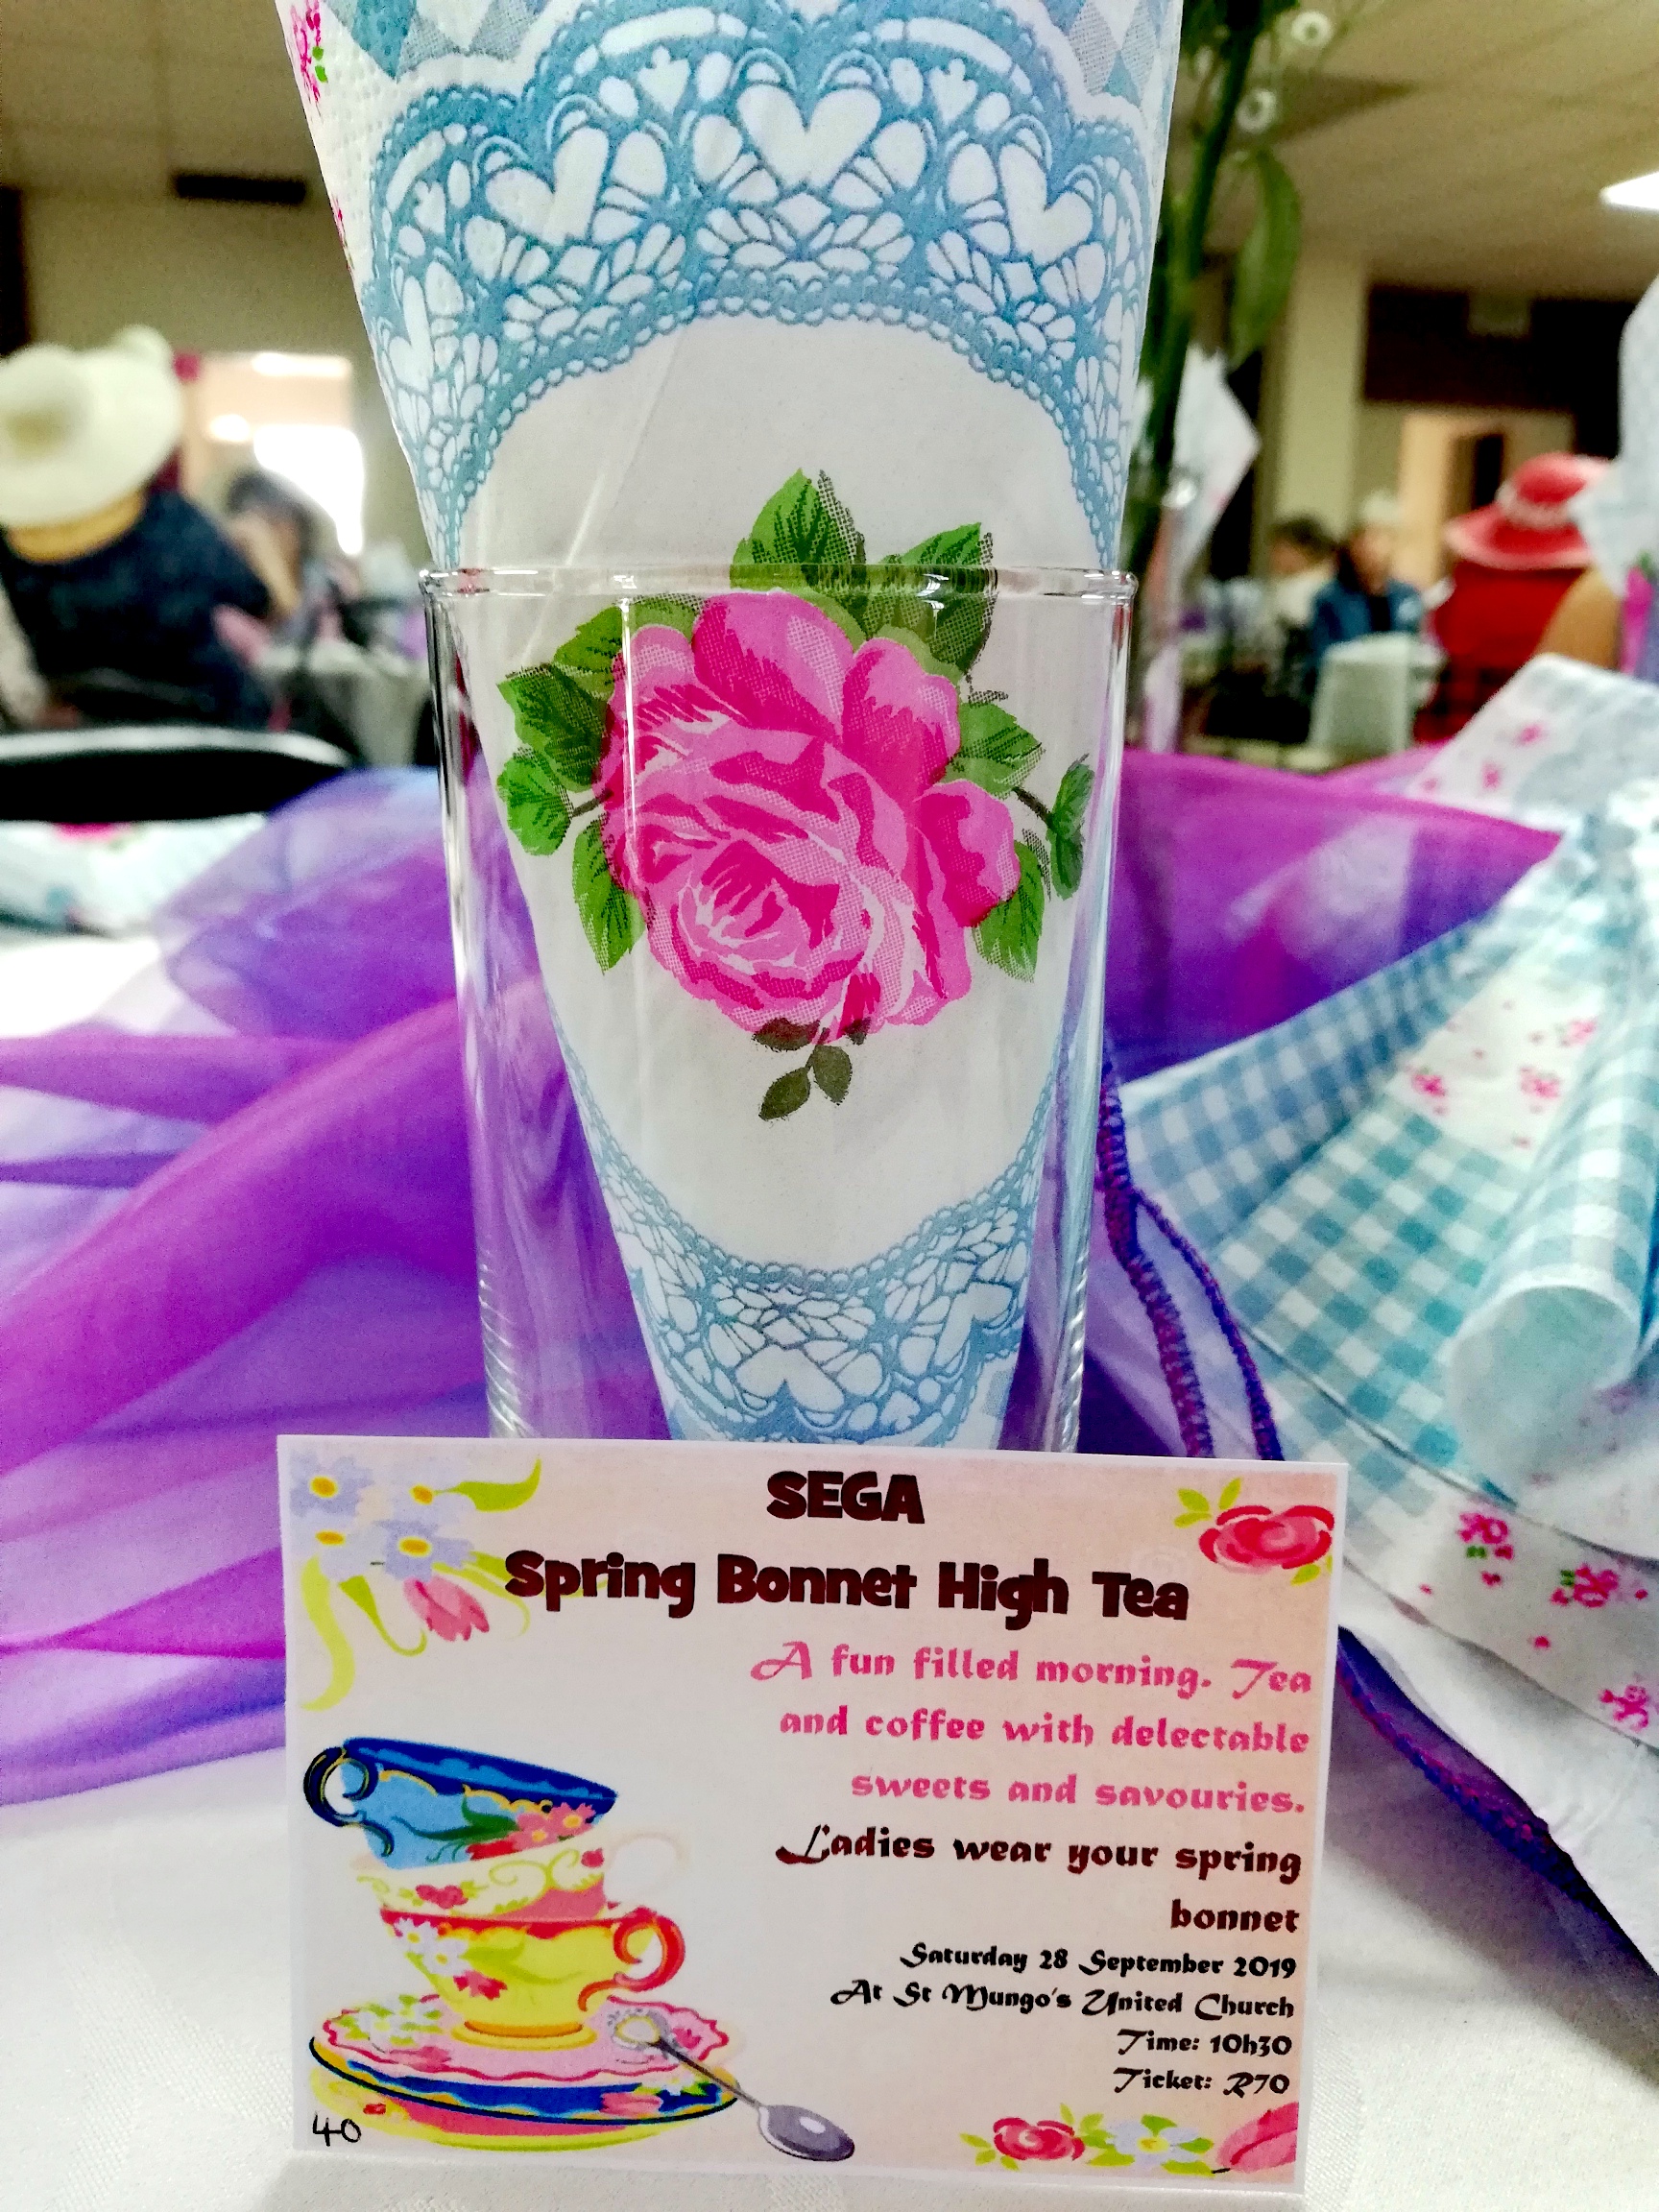 SEGA
Spring Bonnet High Tea
A fun filled morning. Tea
and coffee with delectable
sweets and savouries.
Ladies wear your spring
bonnet
Saturday 28 September 2019
At St Mungo's United Church
Time: 10h30
Ticket: R70
40